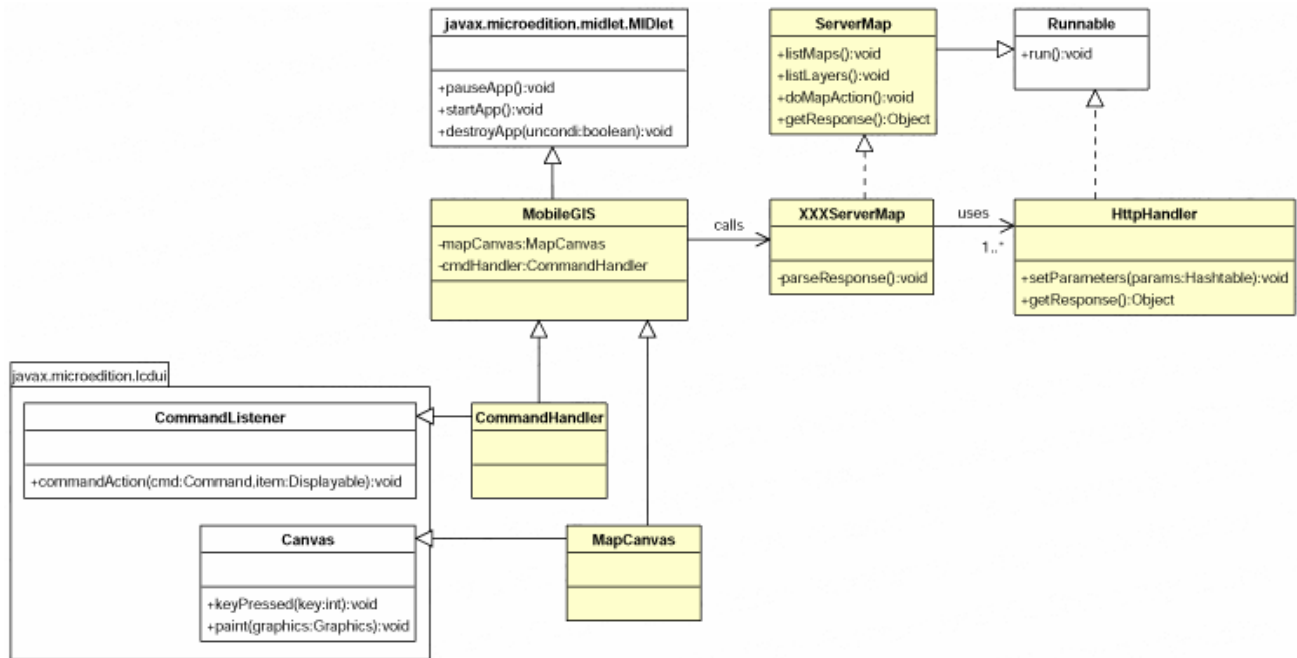 javax.microedition.midlet.MIDlet
+pauseApp():void
+startApp():void
+destroyApp(uncondi:boolean):void
ServerMap
+listMaps():void
+listLayers():void
+doMapAction():void
+getResponse():Object
Runnable
+run():void
MobileGIS
-mapCanvas:MapCanvas
-cmdHandler:CommandHandler
calls
XXXServerMap
-parseResponse():void
uses
1..*
HttpHandler
+setParameters(params:Hashtable):void
+getResponse():Object
javax.microedition.lcdui
CommandListener
+commandAction(cmd:Command,item:Displayable):void
CommandHandler
Canvas
+keyPressed(key:int):void
+paint(graphics:Graphics):void
MapCanvas